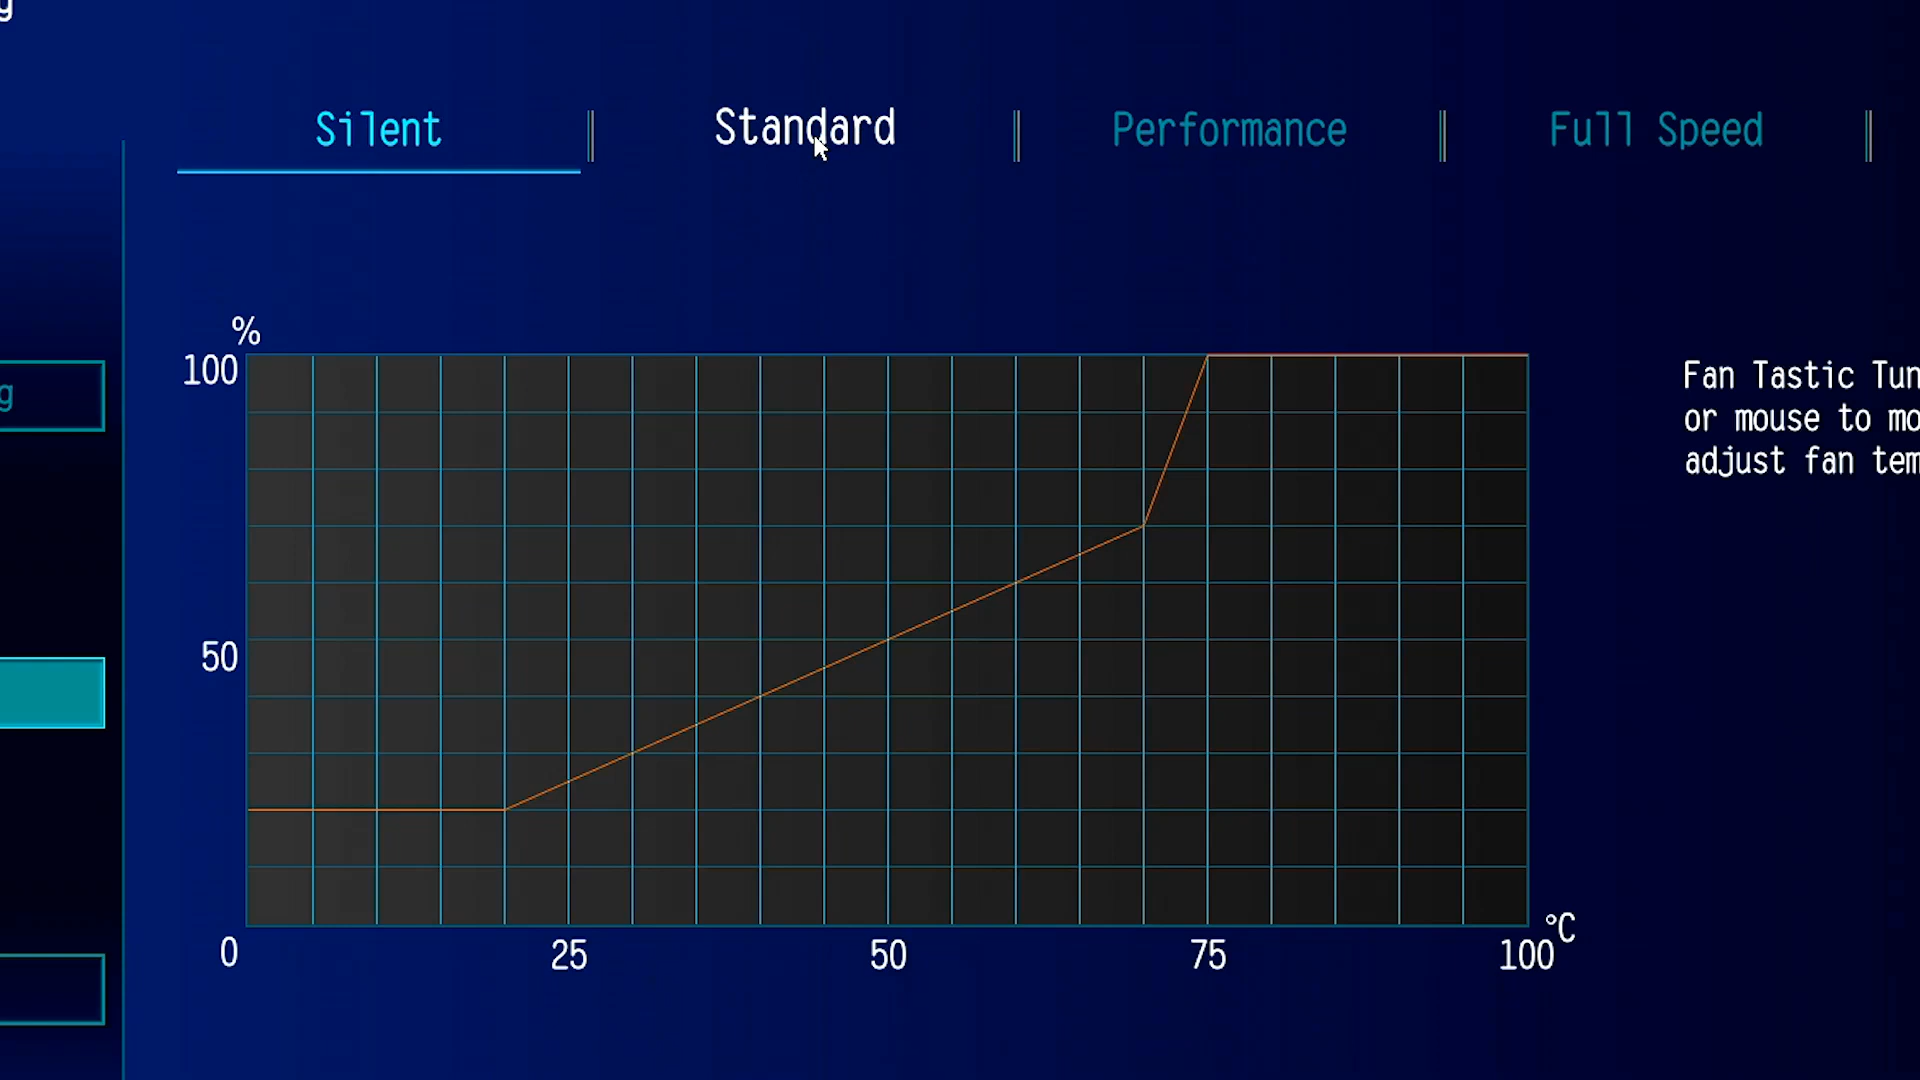 Silent
Standard
Performance
Full Speed
%
100
50
0
25
50
75
100
°C
Fan Tastic Tun
or mouse to mo
adjust fan tem